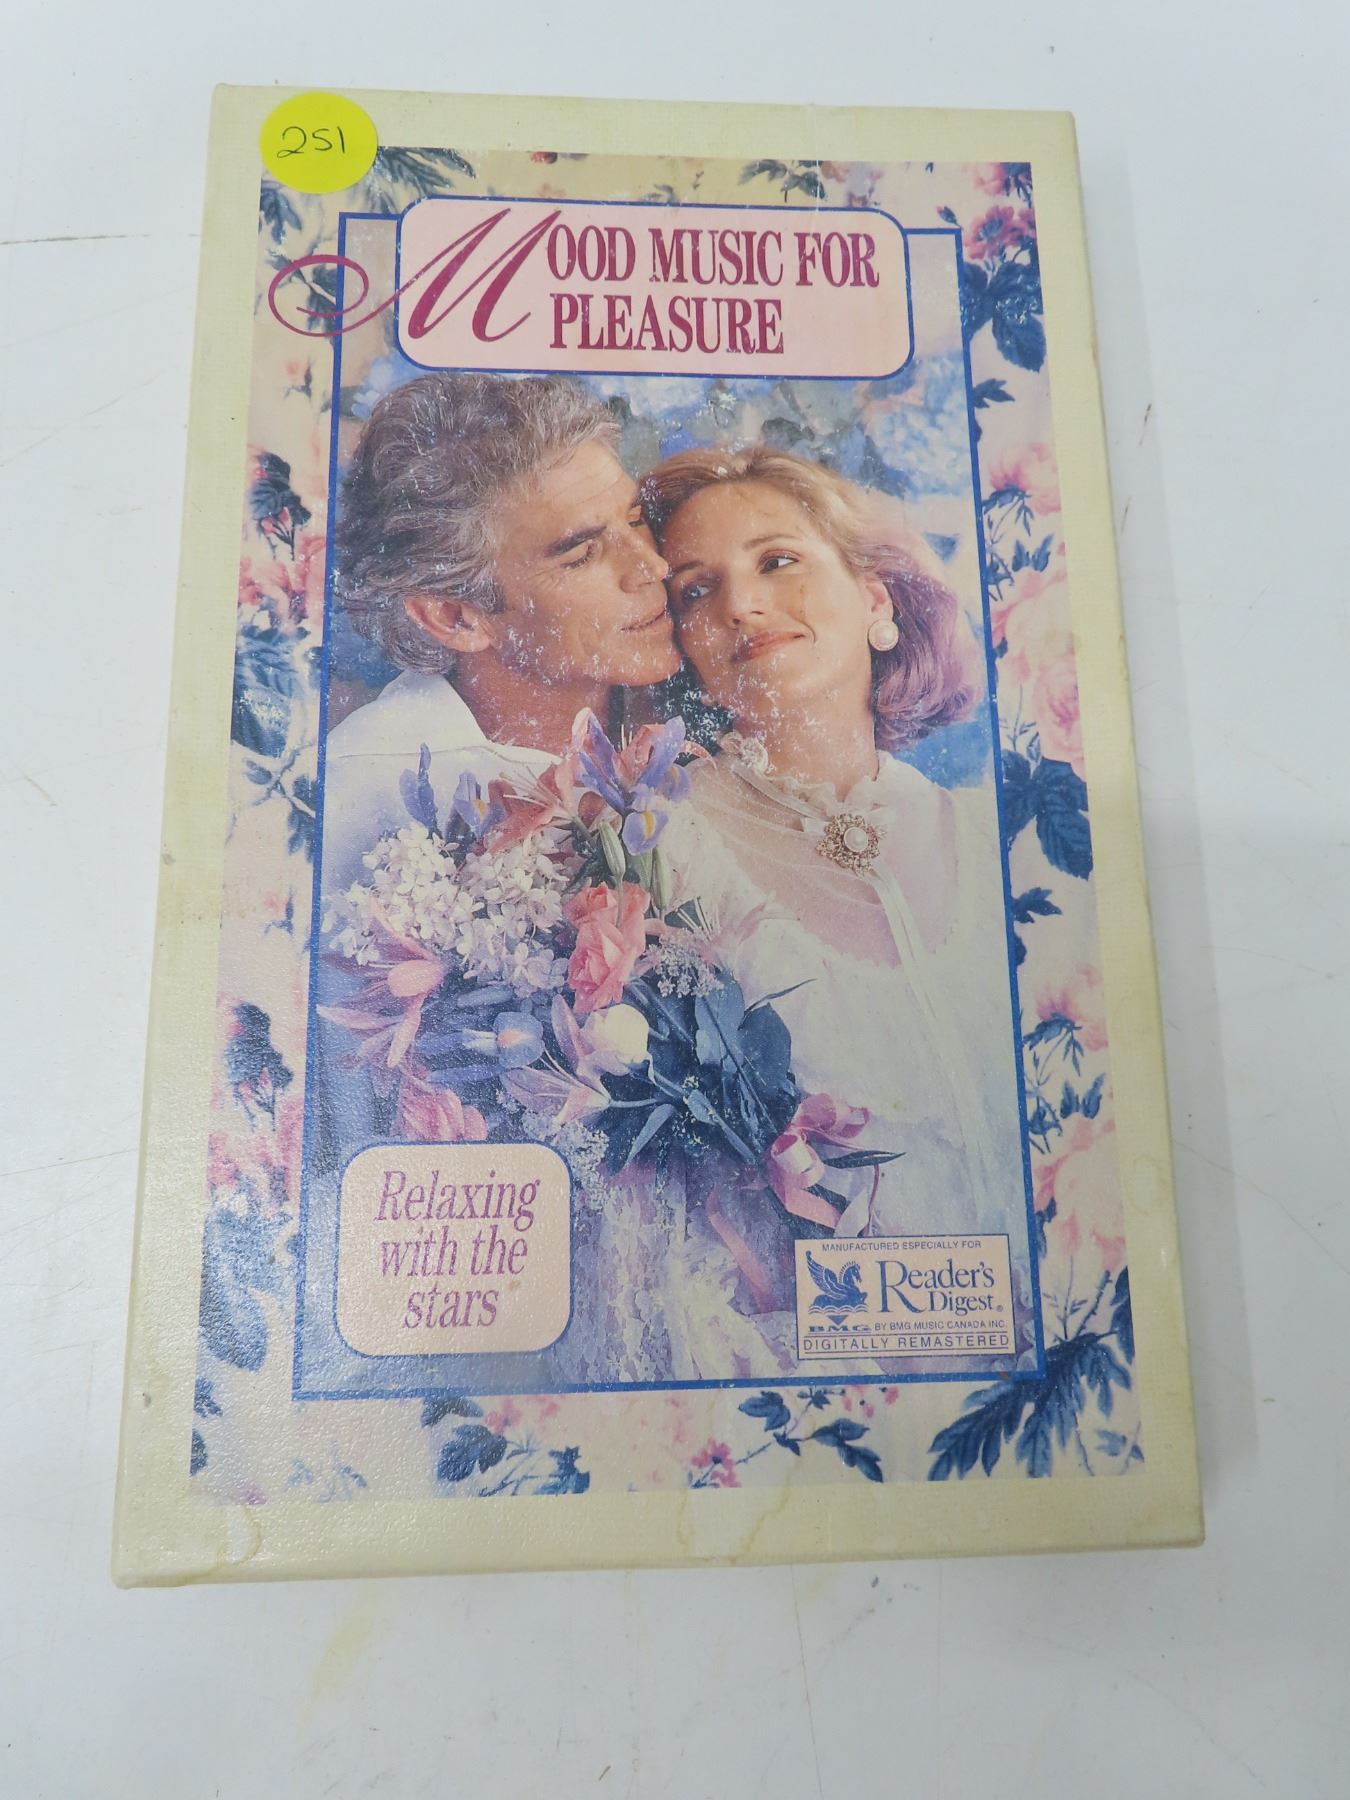 251
MOOD MUSIC FOR
PLEASURE
Relaxing
with the
stars
MANUFACTURED ESPECIALLY FOR
Reader's
Digest®
BMG BY BMG MUSIC CANADA INC.
DIGITALLY REMASTERED